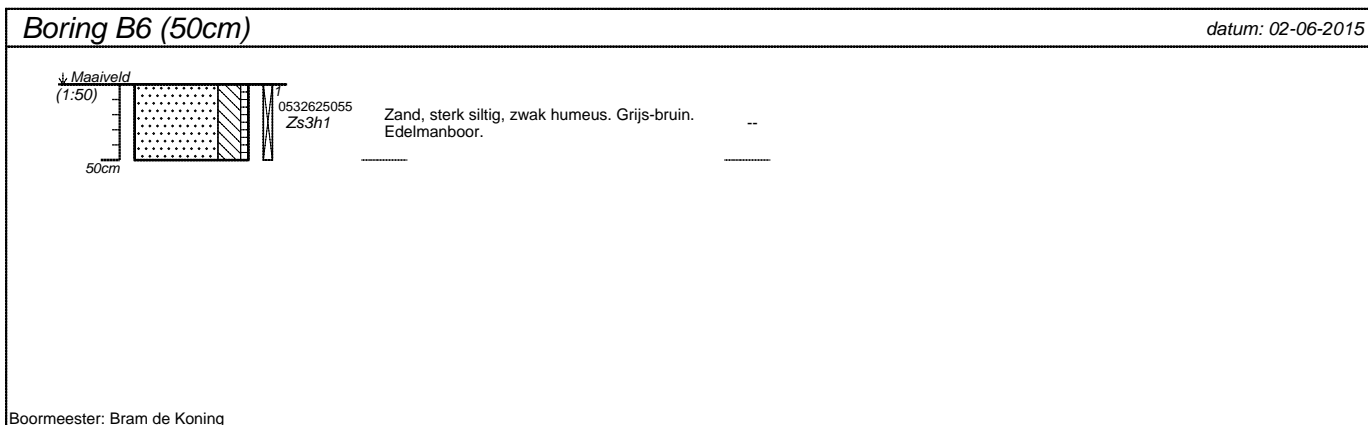 Boring B6 (50cm)
datum: 02-06-2015
Maaiveld
(1:50)
1
0532625055
Zs3h1
Zand, sterk siltig, zwak humeus. Grijs-bruin.
Edelmanboor.
--
50cm
Boormeester: Bram de Koning